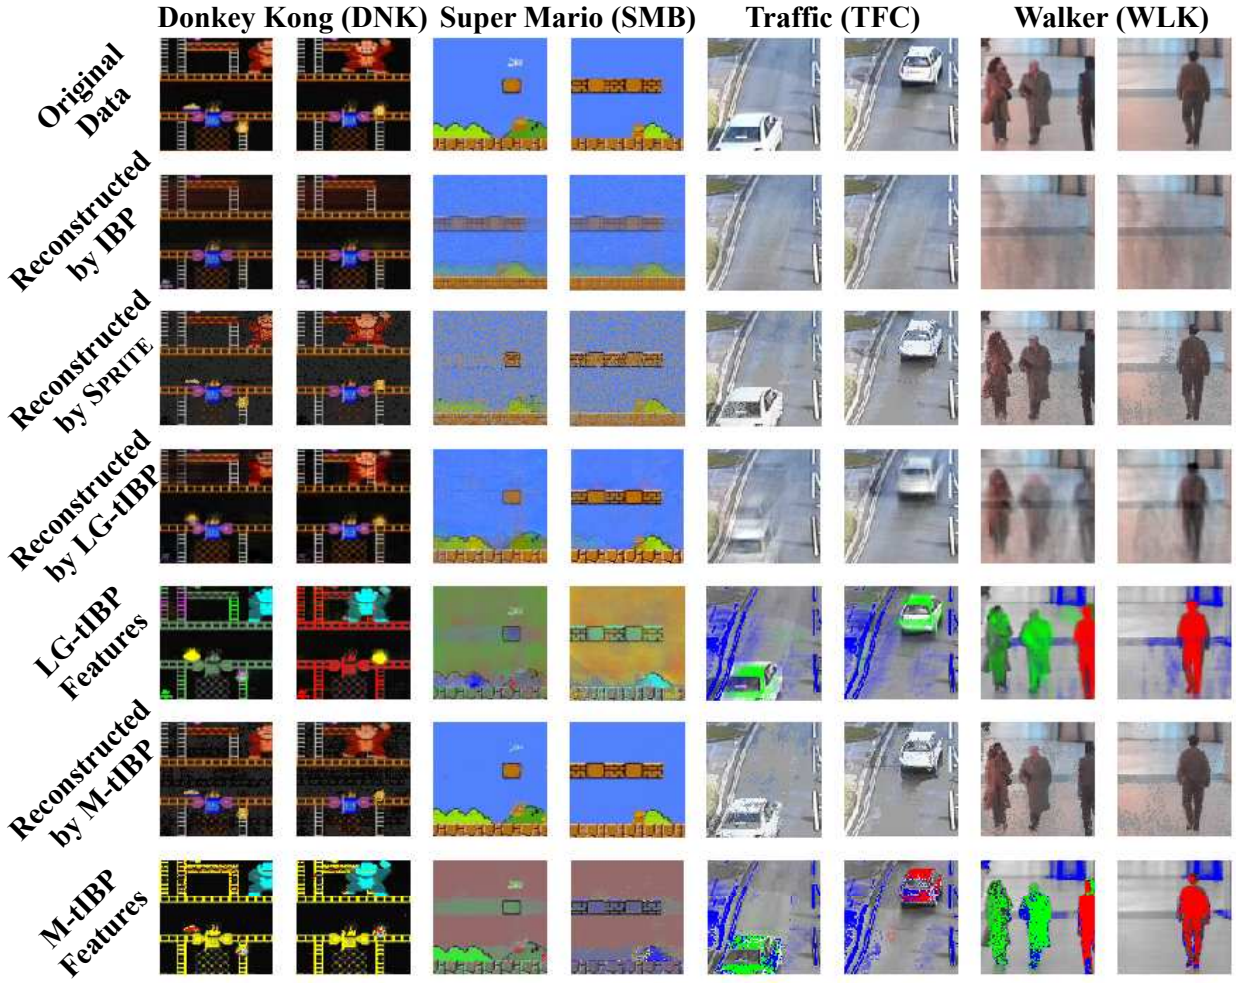 Donkey Kong (DNK) Super Mario (SMB) Traffic (TFC) Walker (WLK)
Original
Data
Reconstructed
by IBP
Reconstructed
by SPRITE
Reconstructed
by LG-tIBP
LG-tIBP
Features
Reconstructed
by M-tIBP
M-tIBP
Features